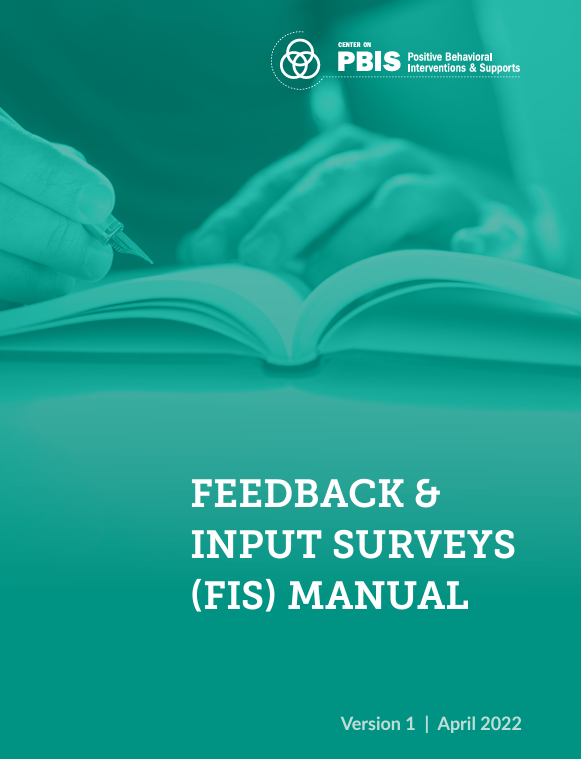 CENTER ON
PBIS Positive Behavioral
Interventions & Supports
FEEDBACK &
INPUT SURVEYS
(FIS) MANUAL
Version 1 | April 2022